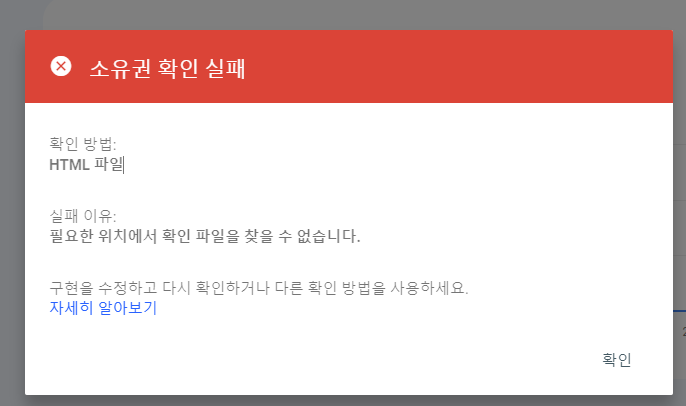 소유권 확인 실패
확인 방법:
HTML 파일
실패 이유:
필요한 위치에서 확인 파일을 찾을 수 없습니다.
구현을 수정하고 다시 확인하거나 다른 확인 방법을 사용하세요.
자세히 알아보기
확인